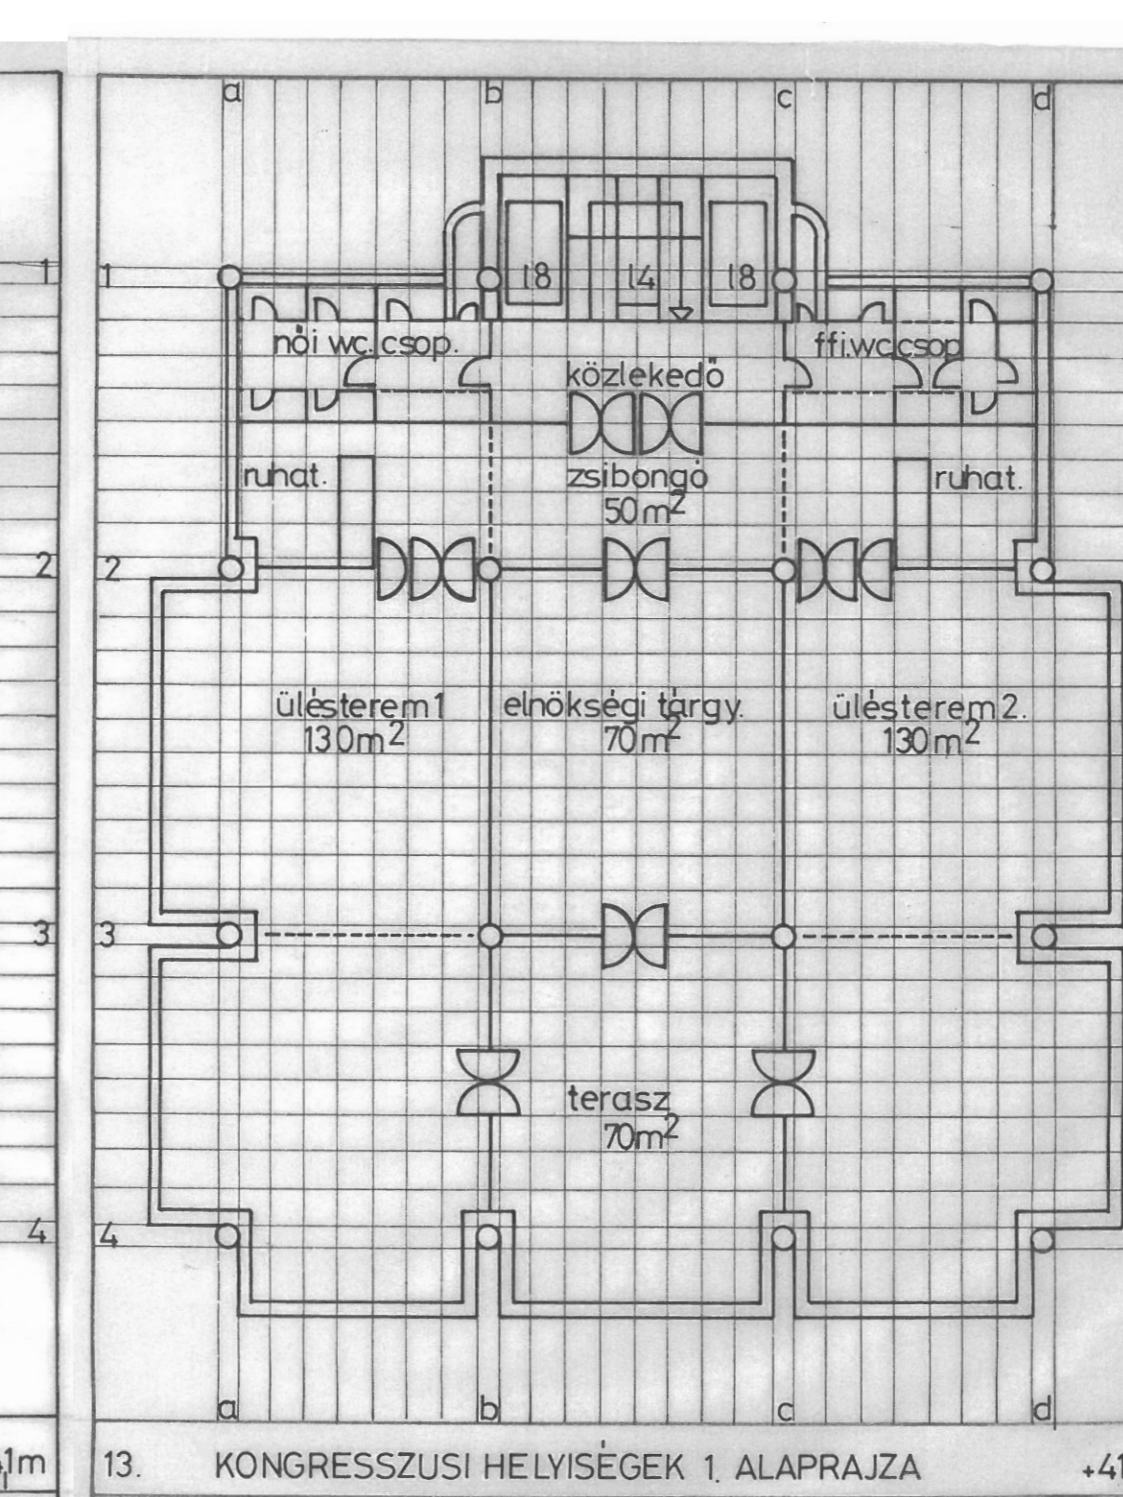 a b c d
1 1
18 14 18
női wc. csop. ffi.wc csop
közlekedő
ruhat. zsibongó ruhat.
50m²
2 2
ülésterem 1 elnökségi tárgy. ülésterem 2.
130m² 70m² 130m²
3 3
terasz
70m²
4 4
a b c d
1m 13. KONGRESSZUSI HELYISÉGEK 1. ALAPRAJZA +41